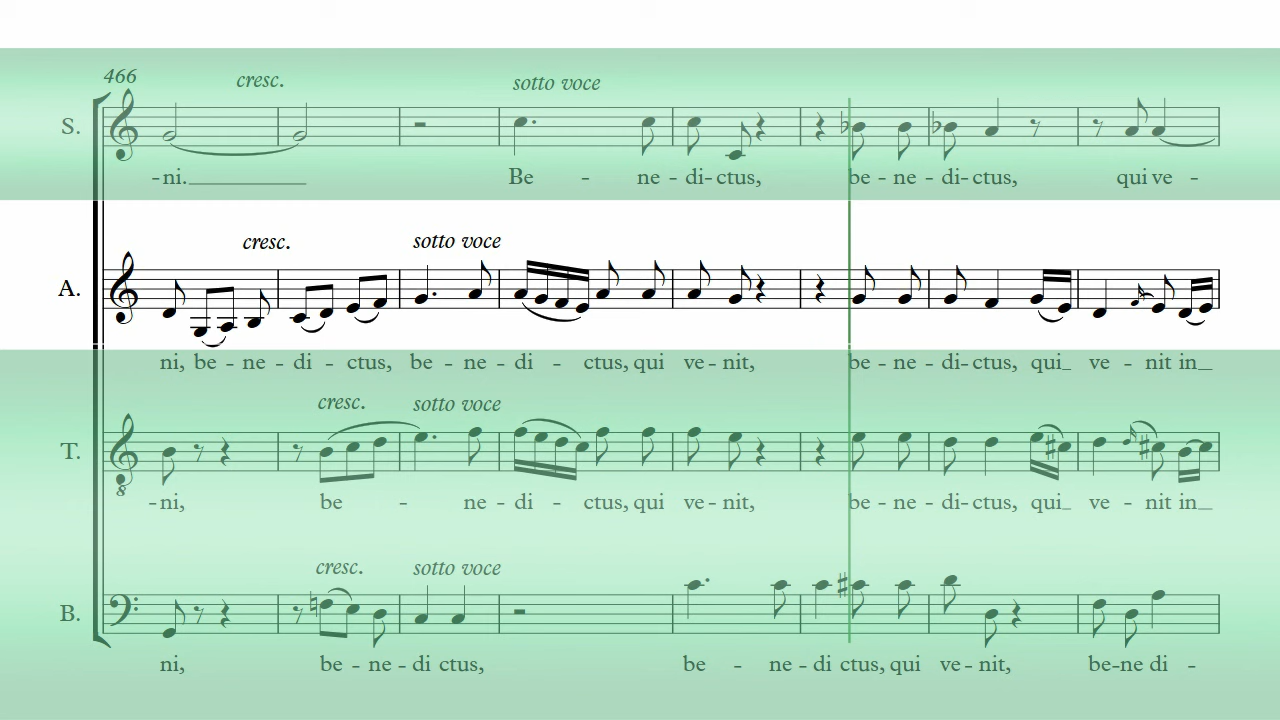 466 cresc. sotto voce
S.
-ni. Be - ne - di - ctus, be - ne - di - ctus, qui ve -
cresc. sotto voce
A.
ni, be - ne - di - ctus, be - ne - di - ctus, qui ve - nit, be - ne - di - ctus, qui_ ve - nit in_
cresc. sotto voce
T.
8
-ni, be - ne - di - ctus, qui ve - nit, be - ne - di - ctus, qui_ ve - nit in_
cresc. sotto voce
B.
ni, be - ne - di ctus, be - ne - di ctus, qui ve - nit, be - ne di -